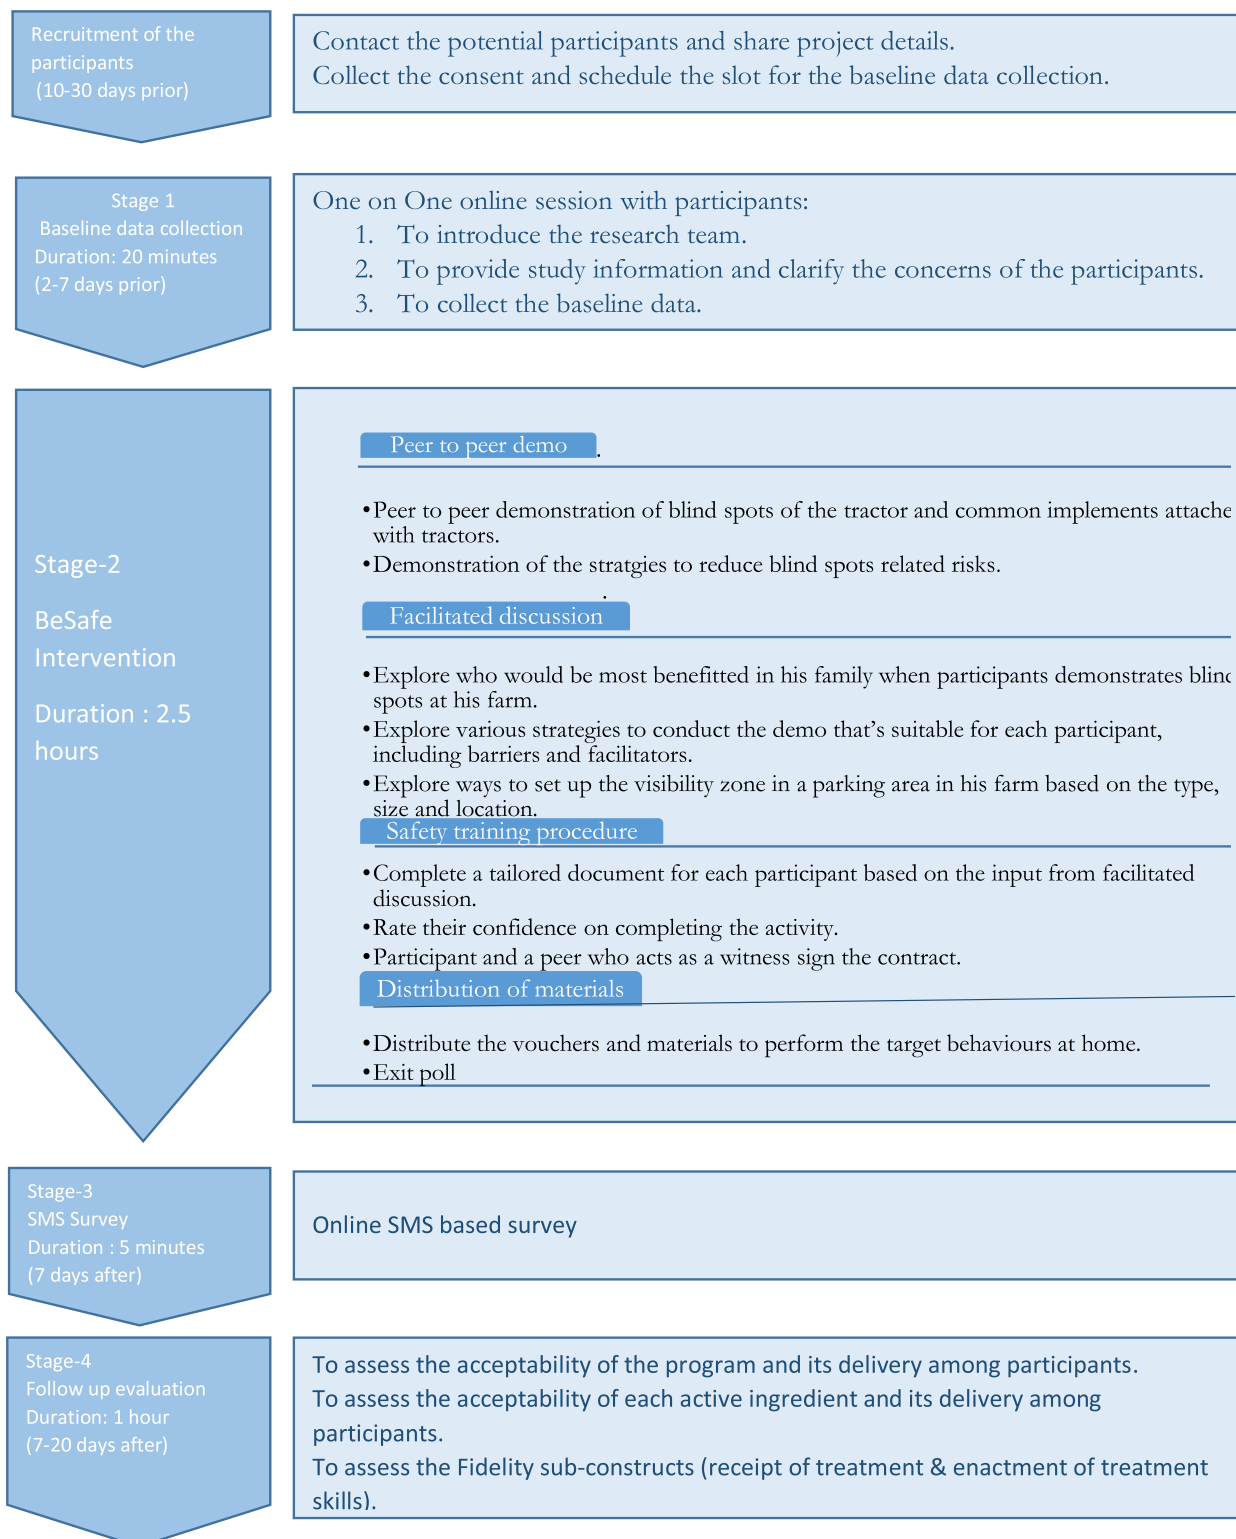 Recruitment of the
participants
(10-30 days prior)
Contact the potential participants and share project details.
Collect the consent and schedule the slot for the baseline data collection.
Stage 1
Baseline data collection
Duration: 20 minutes
(2-7 days prior)
One on One online session with participants:
1. To introduce the research team.
2. To provide study information and clarify the concerns of the participants.
3. To collect the baseline data.
Stage-2
BeSafe
Intervention
Duration : 2.5
hours
Peer to peer demo .
•Peer to peer demonstration of blind spots of the tractor and common implements attache
with tractors.
•Demonstration of the stratgies to reduce blind spots related risks.
.
Facilitated discussion
•Explore who would be most benefitted in his family when participants demonstrates blind
spots at his farm.
•Explore various strategies to conduct the demo that’s suitable for each participant,
including barriers and facilitators.
•Explore ways to set up the visibility zone in a parking area in his farm based on the type,
size and location.
Safety training procedure
•Complete a tailored document for each participant based on the input from facilitated
discussion.
•Rate their confidence on completing the activity.
•Participant and a peer who acts as a witness sign the contract.
Distribution of materials
•Distribute the vouchers and materials to perform the target behaviours at home.
•Exit poll
Stage-3
SMS Survey
Duration : 5 minutes
(7 days after)
Online SMS based survey
Stage-4
Follow up evaluation
Duration: 1 hour
(7-20 days after)
To assess the acceptability of the program and its delivery among participants.
To assess the acceptability of each active ingredient and its delivery among
participants.
To assess the Fidelity sub-constructs (receipt of treatment & enactment of treatment
skills).